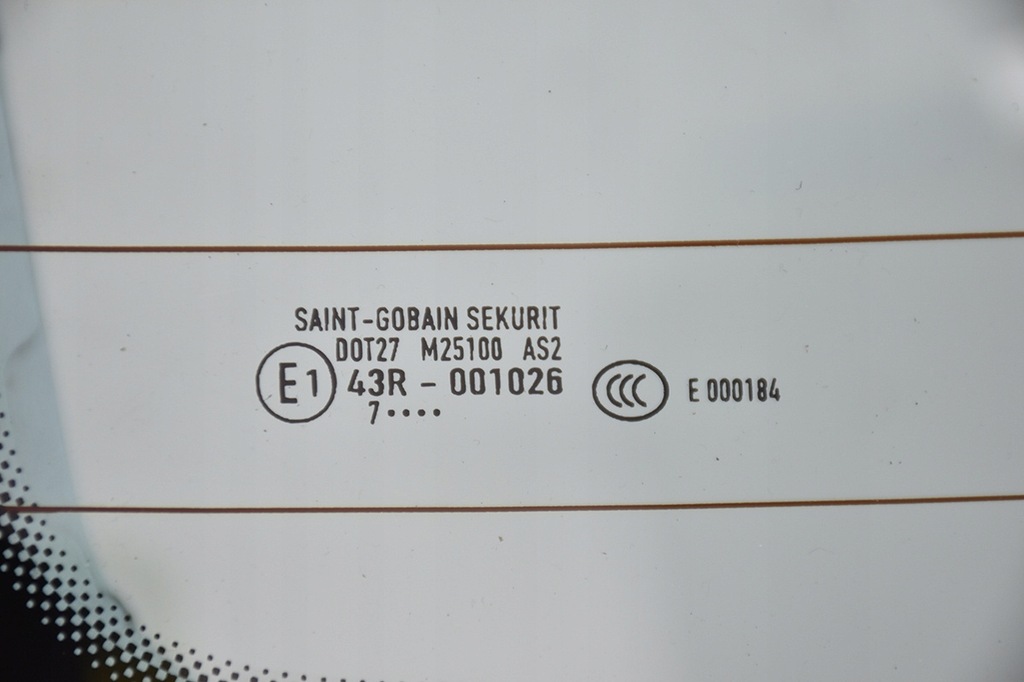 SAINT-GOBAIN SEKURIT
DOT27 M25100 AS2
E1 43R - 001026
7••••
CCC E 000184